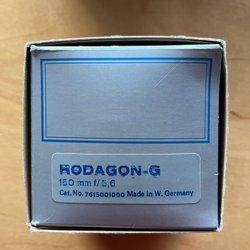 RODAGON-G
150 mm f/5,6
Cat. No. 7615001000 Made in W. Germany